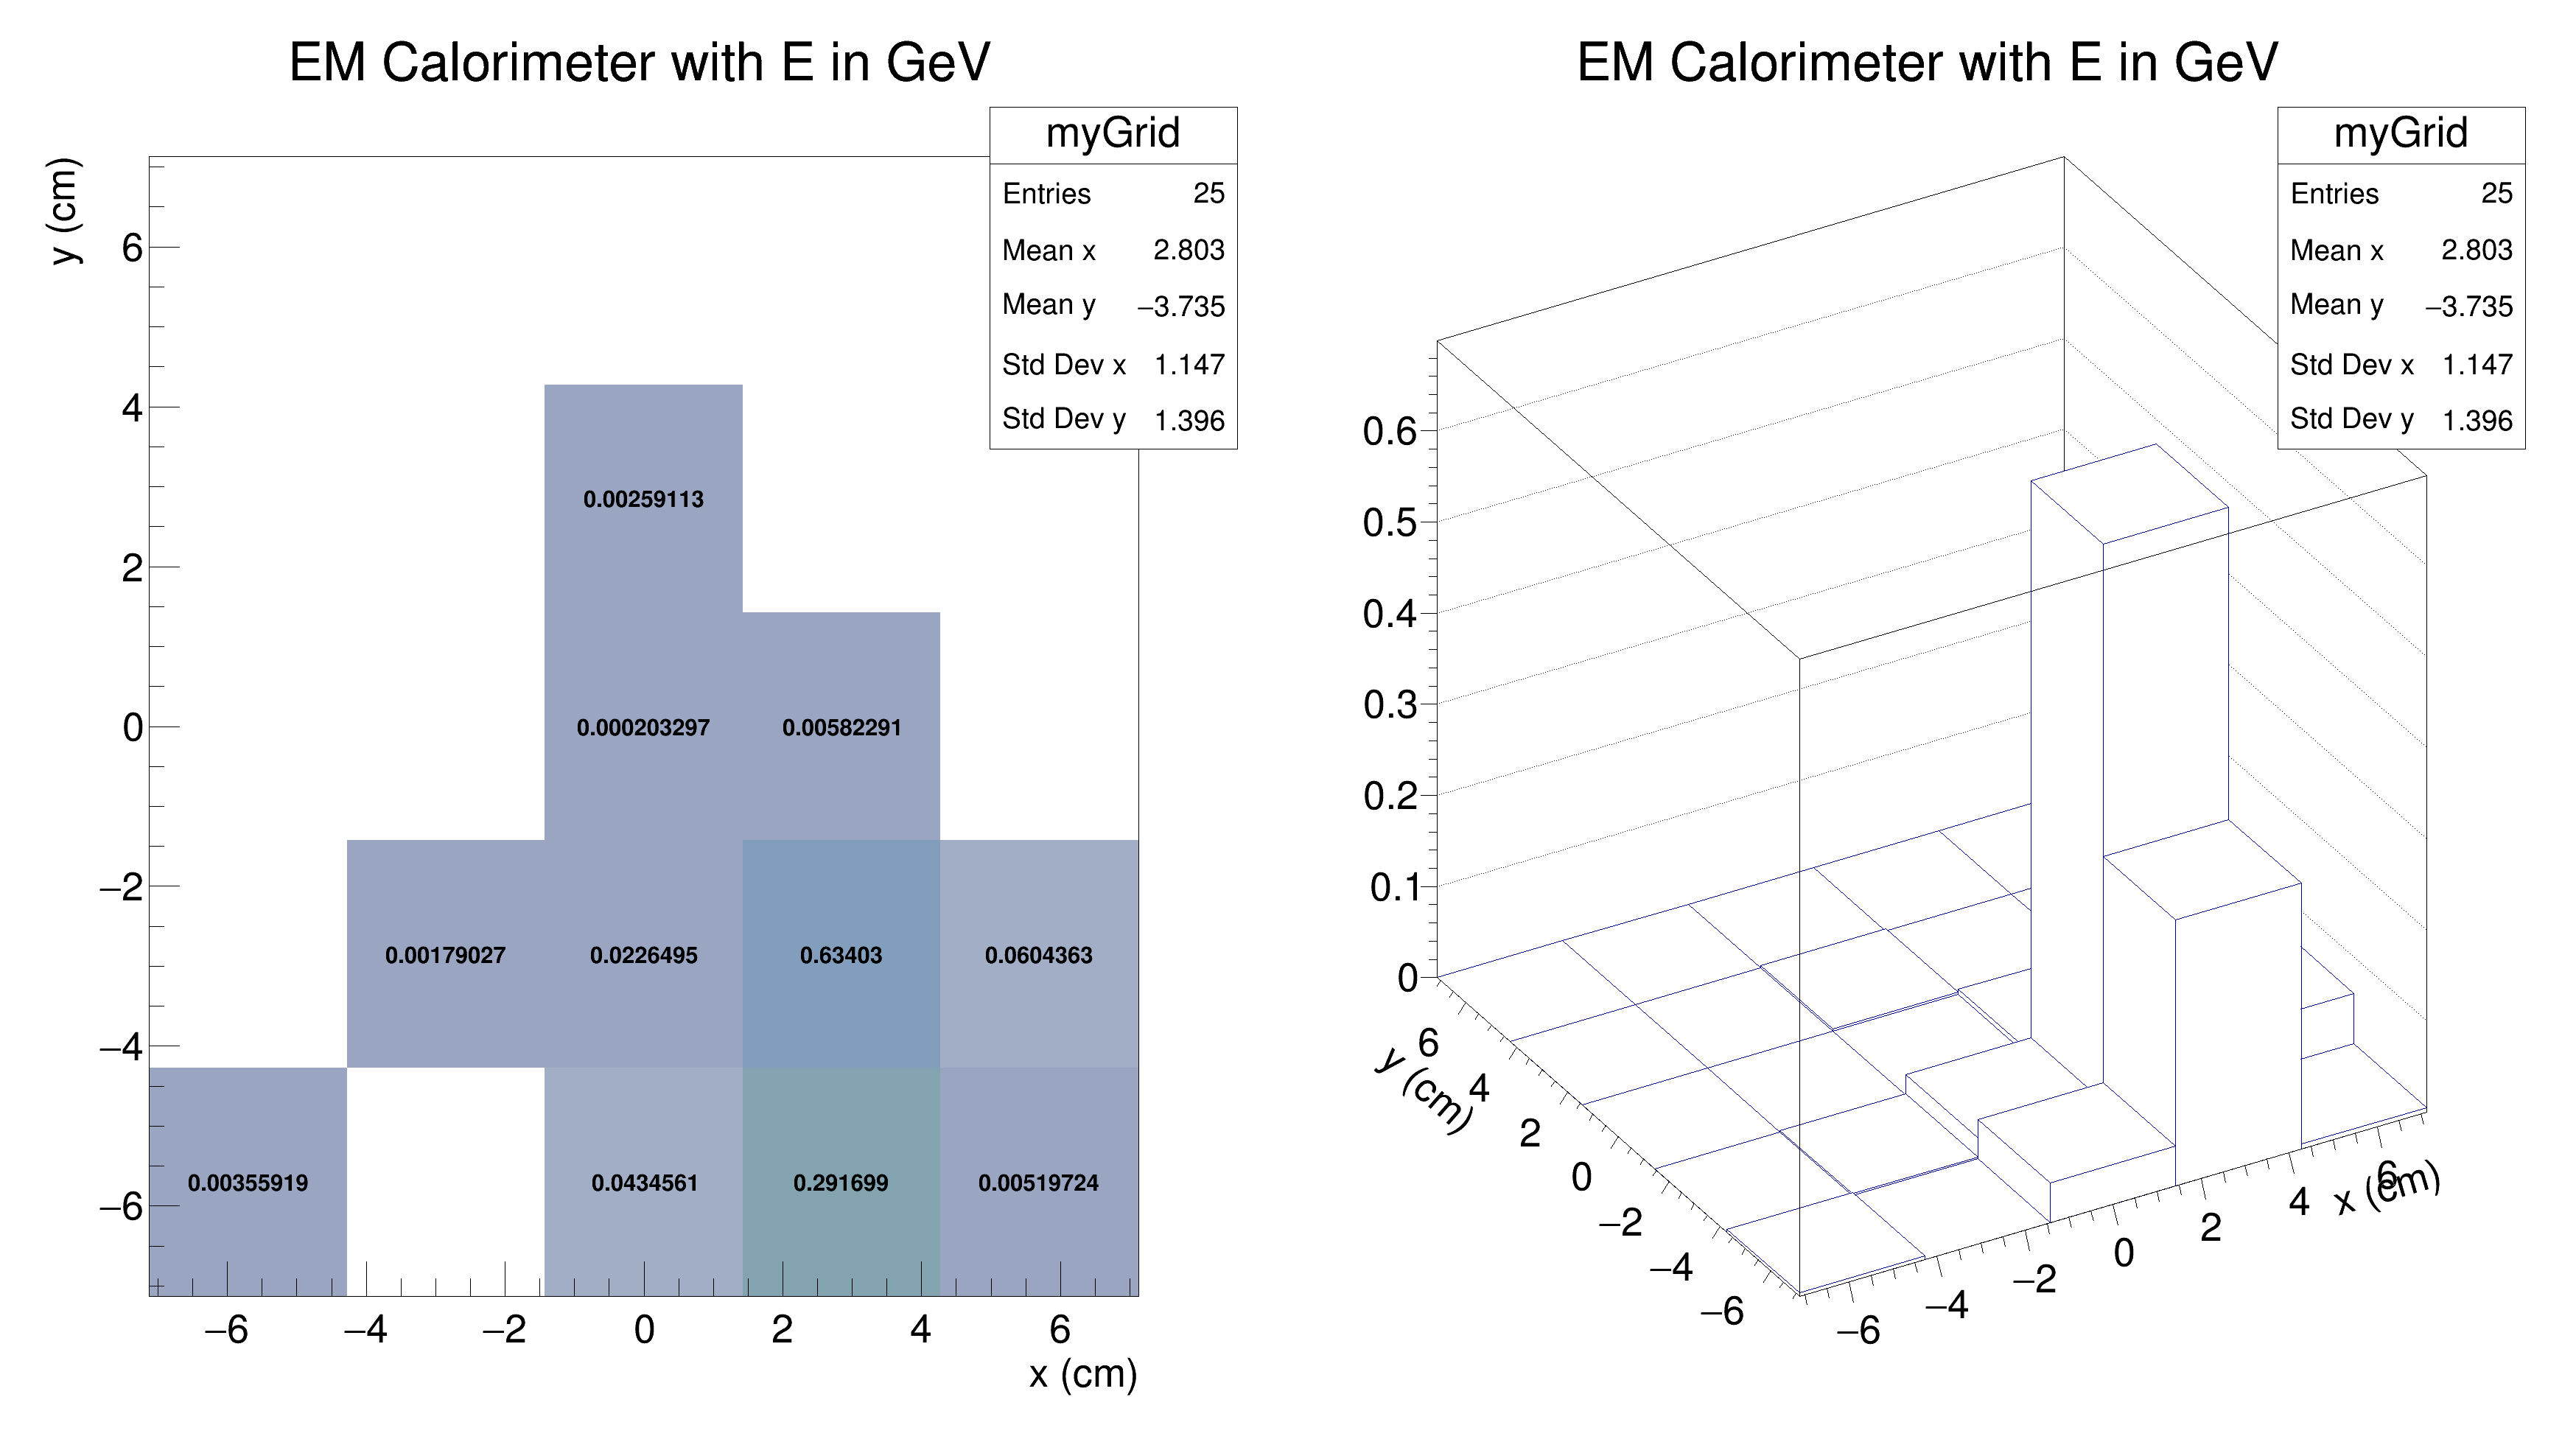 EM Calorimeter with E in GeV
myGrid
Entries 25
Mean x 2.803
Mean y −3.735
Std Dev x 1.147
Std Dev y 1.396
y (cm)
6
4
2
0
−2
−4
−6
0.00259113
0.000203297 0.00582291
0.00179027 0.0226495 0.63403 0.0604363
0.00355919 0.0434561 0.291699 0.00519724
−6 −4 −2 0 2 4 6
x (cm)
EM Calorimeter with E in GeV
myGrid
Entries 25
Mean x 2.803
Mean y −3.735
Std Dev x 1.147
Std Dev y 1.396
0.6
0.5
0.4
0.3
0.2
0.1
0
y (cm)
6
4
2
0
−2
−4
−6
−6
−4
−2
0
2
4
6
x (cm)